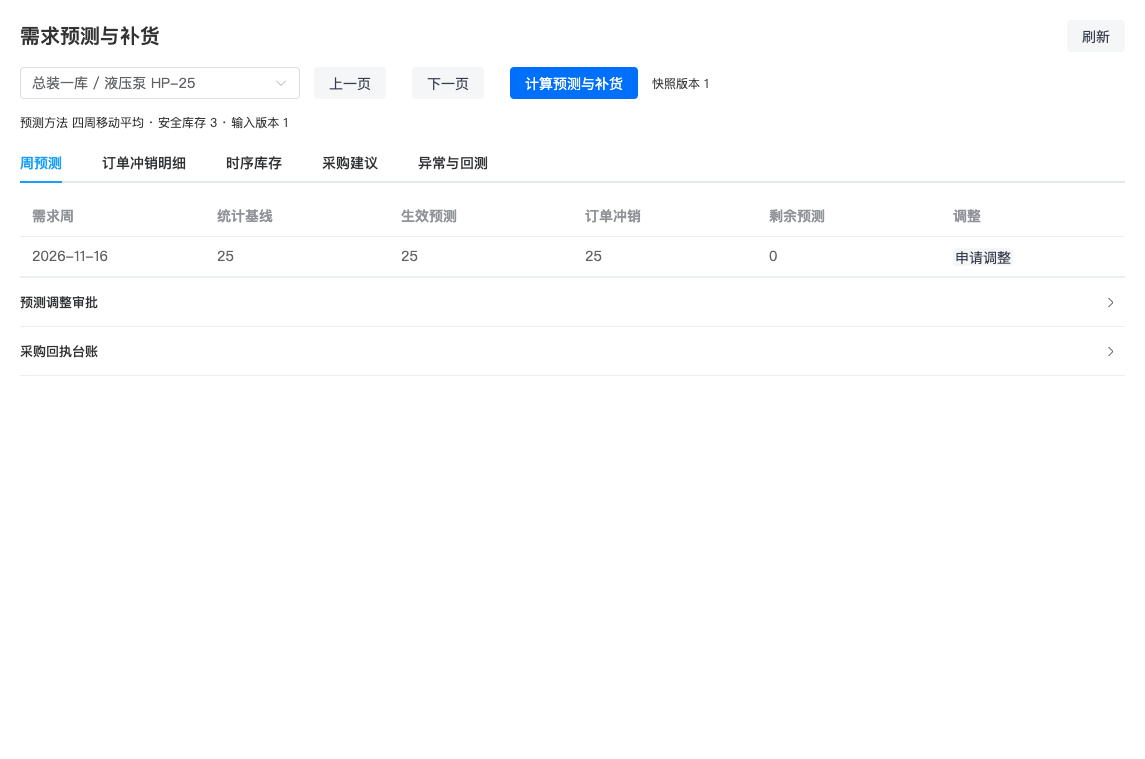 需求预测与补货
刷新
总装一库 / 液压泵 HP-25
上一页
下一页
计算预测与补货
快照版本 1
预测方法 四周移动平均 · 安全库存 3 · 输入版本 1
周预测
订单冲销明细
时序库存
采购建议
异常与回测
需求周 统计基线 生效预测 订单冲销 剩余预测 调整
2026-11-16 25 25 25 0 申请调整
预测调整审批
采购回执台账